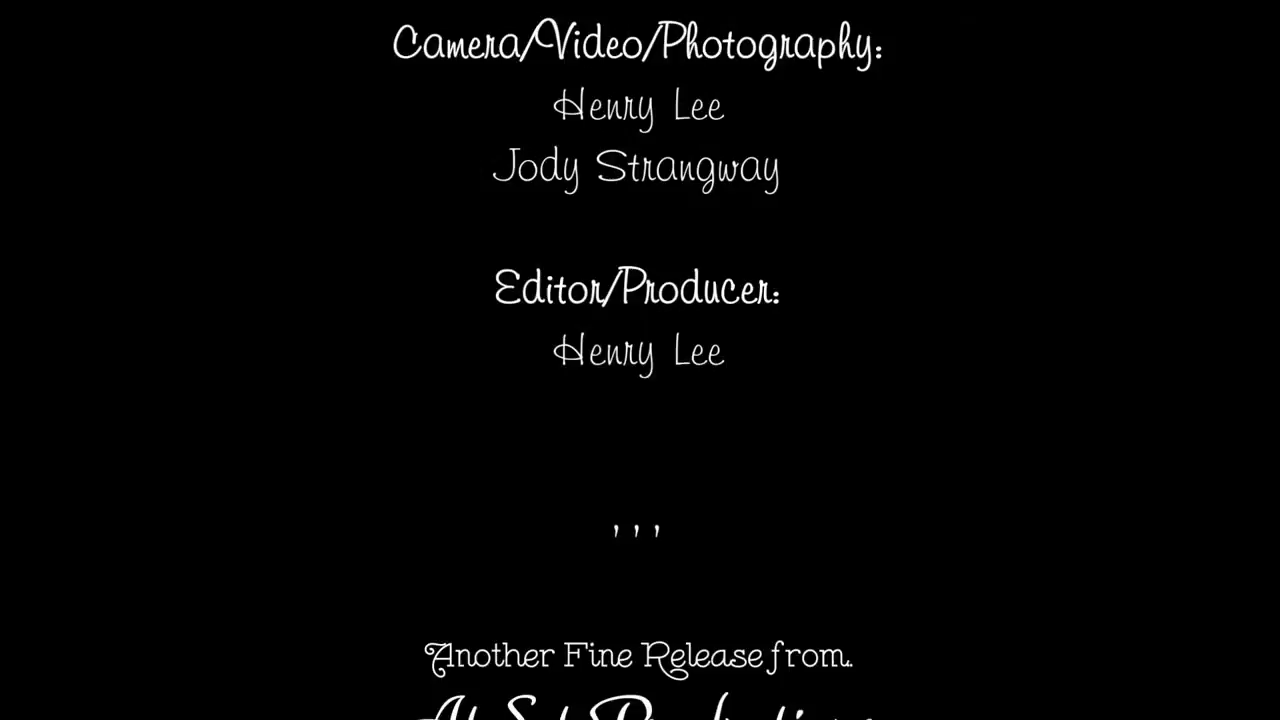 Camera/Video/Photography:
Henry Lee
Jody Strangway
Editor/Producer:
Henry Lee
, , ,
Another Fine Release from.